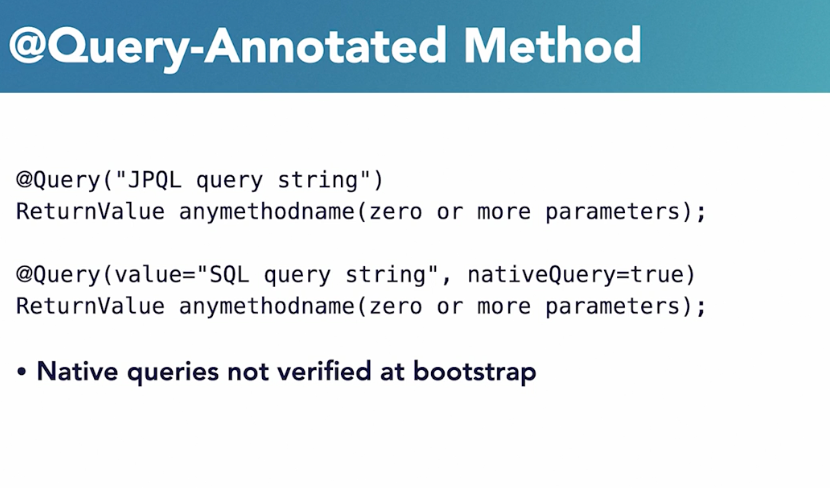 @Query-Annotated Method
@Query("JPQL query string")
ReturnValue anymethodname(zero or more parameters);
@Query(value="SQL query string", nativeQuery=true)
ReturnValue anymethodname(zero or more parameters);
• Native queries not verified at bootstrap